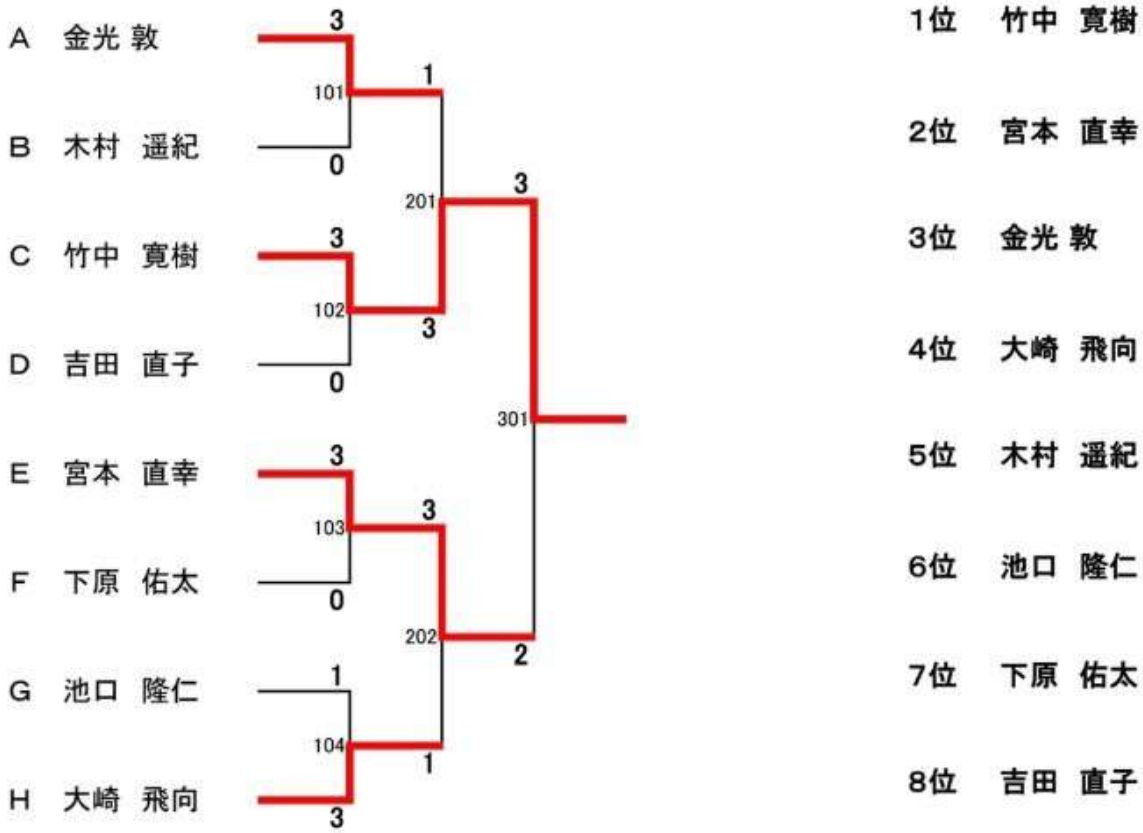 A 金光 敦
3
101
1
B 木村 遥紀
0
201
3
C 竹中 寛樹
3
102
3
D 吉田 直子
0
301
E 宮本 直幸
3
103
3
F 下原 佑太
0
202
2
G 池口 隆仁
1
104
1
H 大崎 飛向
3
1位 竹中 寛樹
2位 宮本 直幸
3位 金光 敦
4位 大崎 飛向
5位 木村 遥紀
6位 池口 隆仁
7位 下原 佑太
8位 吉田 直子